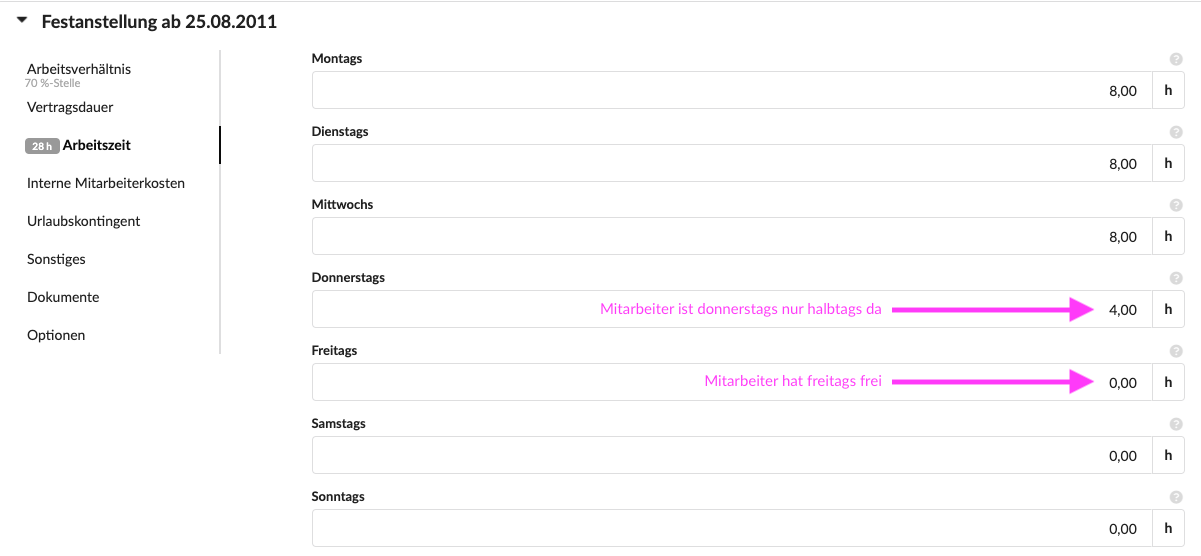 Festanstellung ab 25.08.2011
Arbeitsverhältnis
70 %-Stelle
Vertragsdauer
28 h Arbeitszeit
Interne Mitarbeiterkosten
Urlaubskontingent
Sonstiges
Dokumente
Optionen
Montags ?
8,00 h
Dienstags ?
8,00 h
Mittwochs ?
8,00 h
Donnerstags ?
Mitarbeiter ist donnerstags nur halbtags da 4,00 h
Freitags ?
Mitarbeiter hat freitags frei 0,00 h
Samstags ?
0,00 h
Sonntags ?
0,00 h